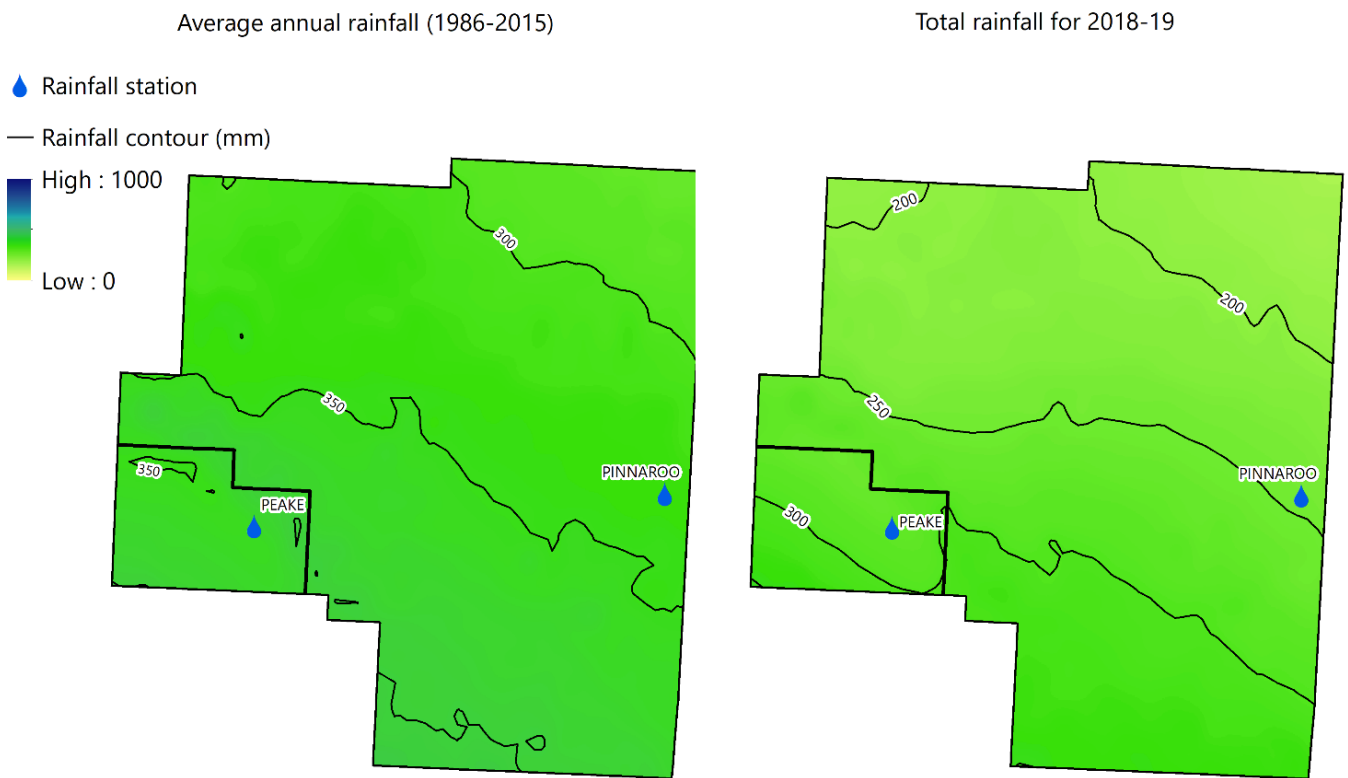 Average annual rainfall (1986-2015)
Total rainfall for 2018-19
Rainfall station
Rainfall contour (mm)
High : 1000
Low : 0
300
350
350
PEAKE
PINNAROO
200
200
250
300
PEAKE
PINNAROO